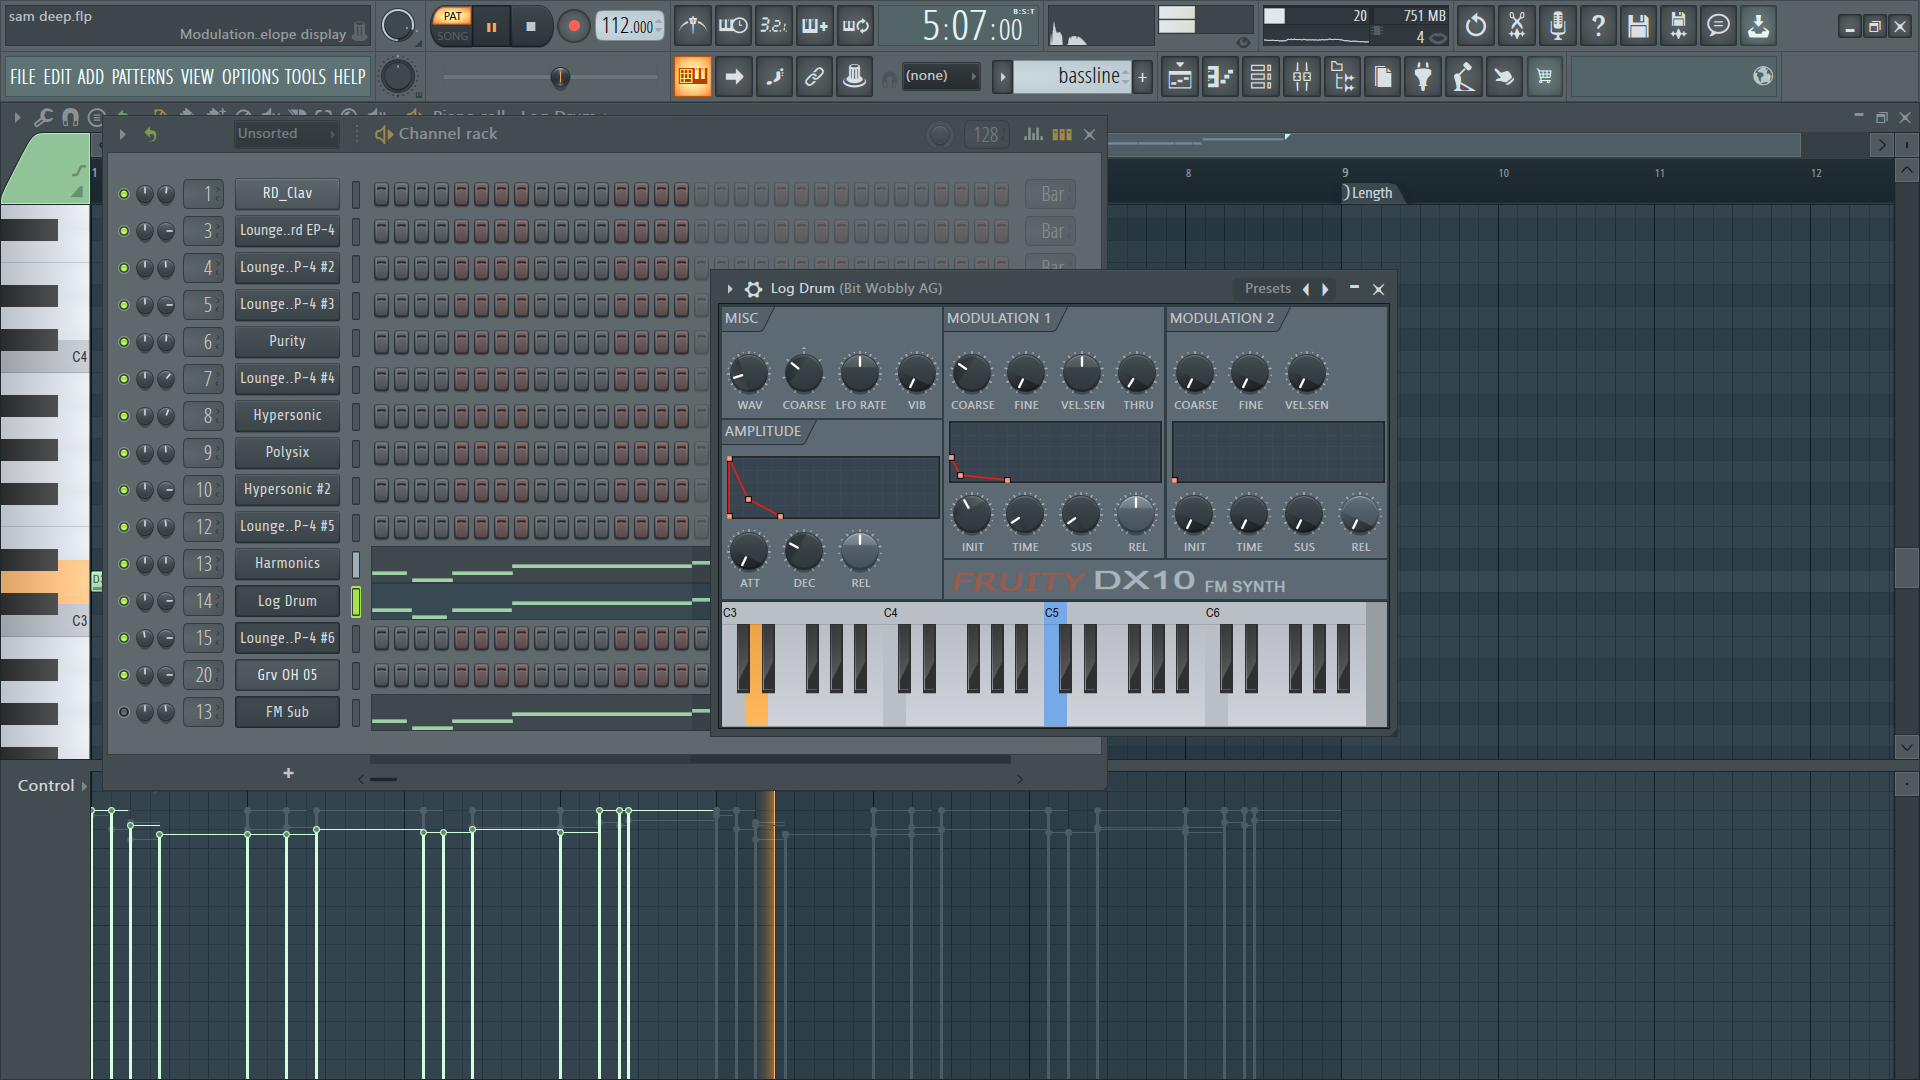 sam deep.flp
Modulation..elope display
PAT
SONG
112.000
3.2.
5:07:00
B:S:T
20
751 MB
4
FILE EDIT ADD PATTERNS VIEW OPTIONS TOOLS HELP
(none)
bassline
+
Unsorted
Channel rack
128
1
8
9
10
11
12
Length
1 RD_Clav Bar
3 Lounge..rd EP-4 Bar
4 Lounge..P-4 #2 Bar
5 Lounge..P-4 #3
6 Purity
7 Lounge..P-4 #4
8 Hypersonic
9 Polysix
10 Hypersonic #2
12 Lounge..P-4 #5
13 Harmonics
14 Log Drum
15 Lounge..P-4 #6
20 Grv OH 05
13 FM Sub
+
C4
C3
Control
Log Drum (Bit Wobbly AG)
Presets
MISC
MODULATION 1
MODULATION 2
WAV
COARSE
LFO RATE
VIB
COARSE
FINE
VEL.SEN
THRU
COARSE
FINE
VEL.SEN
AMPLITUDE
INIT
TIME
SUS
REL
INIT
TIME
SUS
REL
ATT
DEC
REL
FRUITY DX10 FM SYNTH
C3
C4
C5
C6